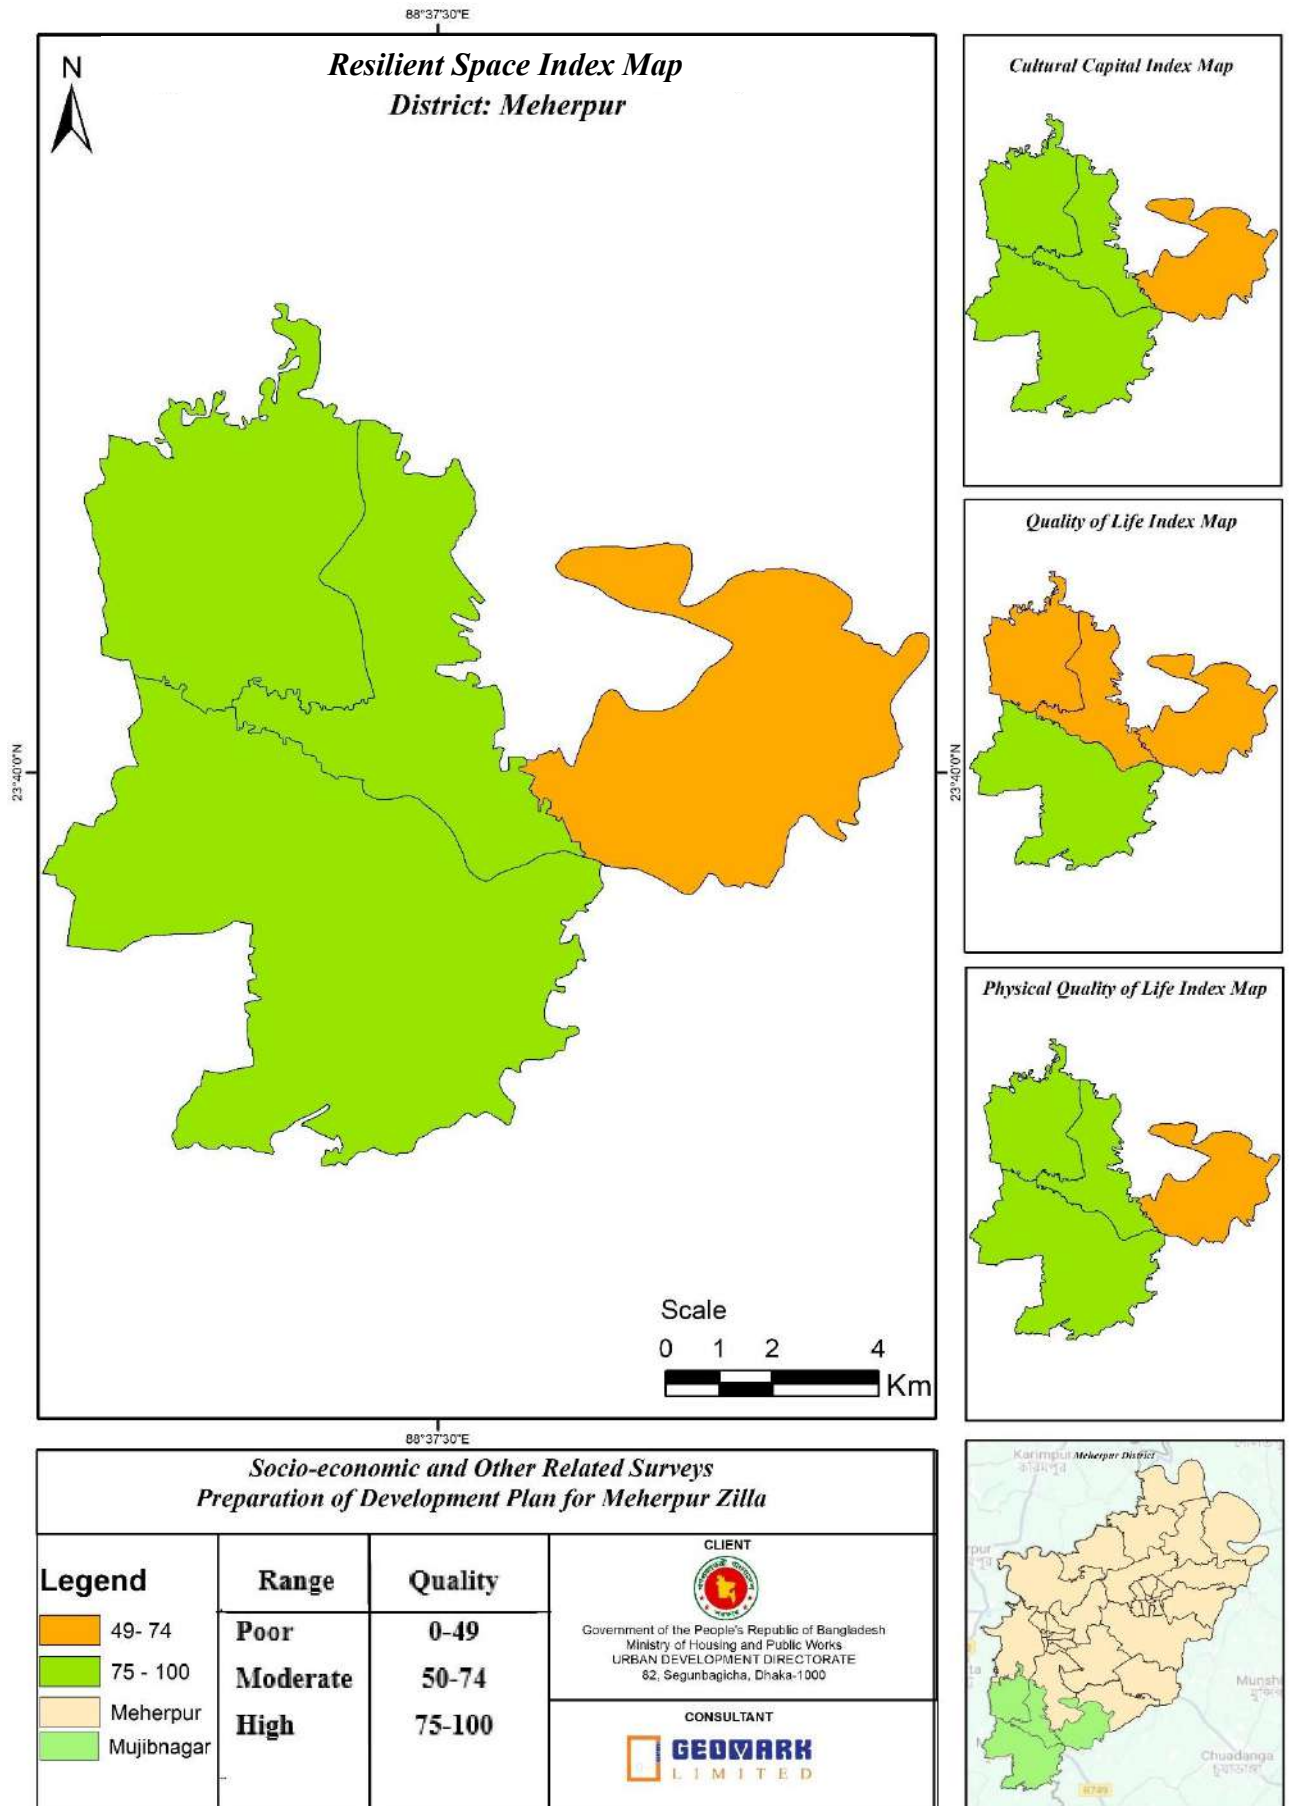 88°37'30"E
N
Resilient Space Index Map
District: Meherpur
23°40'0"N
23°40'0"N
Scale
0 1 2 4
Km
88°37'30"E
Cultural Capital Index Map
Quality of Life Index Map
Physical Quality of Life Index Map
Socio-economic and Other Related Surveys
Preparation of Development Plan for Meherpur Zilla
Legend
49- 74
75 - 100
Meherpur
Mujibnagar
Range Quality
Poor 0-49
Moderate 50-74
High 75-100
CLIENT
Government of the People's Republic of Bangladesh
Ministry of Housing and Public Works
URBAN DEVELOPMENT DIRECTORATE
82, Segunbagicha, Dhaka-1000
CONSULTANT
GEOMARK
LIMITED
Meherpur District
Karimpur
Munshi
Chuadanga
R749